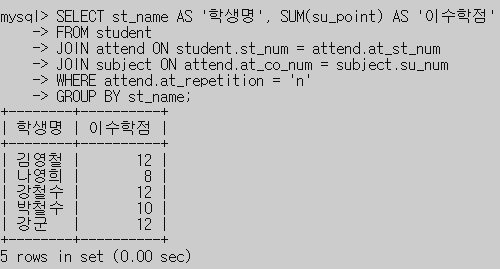 mysql> SELECT st_name AS '학생명', SUM(su_point) AS '이수학점'
    -> FROM student
    -> JOIN attend ON student.st_num = attend.at_st_num
    -> JOIN subject ON attend.at_co_num = subject.su_num
    -> WHERE attend.at_repetition = 'n'
    -> GROUP BY st_name;
+--------+----------+
| 학생명 | 이수학점 |
+--------+----------+
| 김영철 |       12 |
| 나영희 |        8 |
| 강철수 |       12 |
| 박철수 |       10 |
| 강군   |       12 |
+--------+----------+
5 rows in set (0.00 sec)